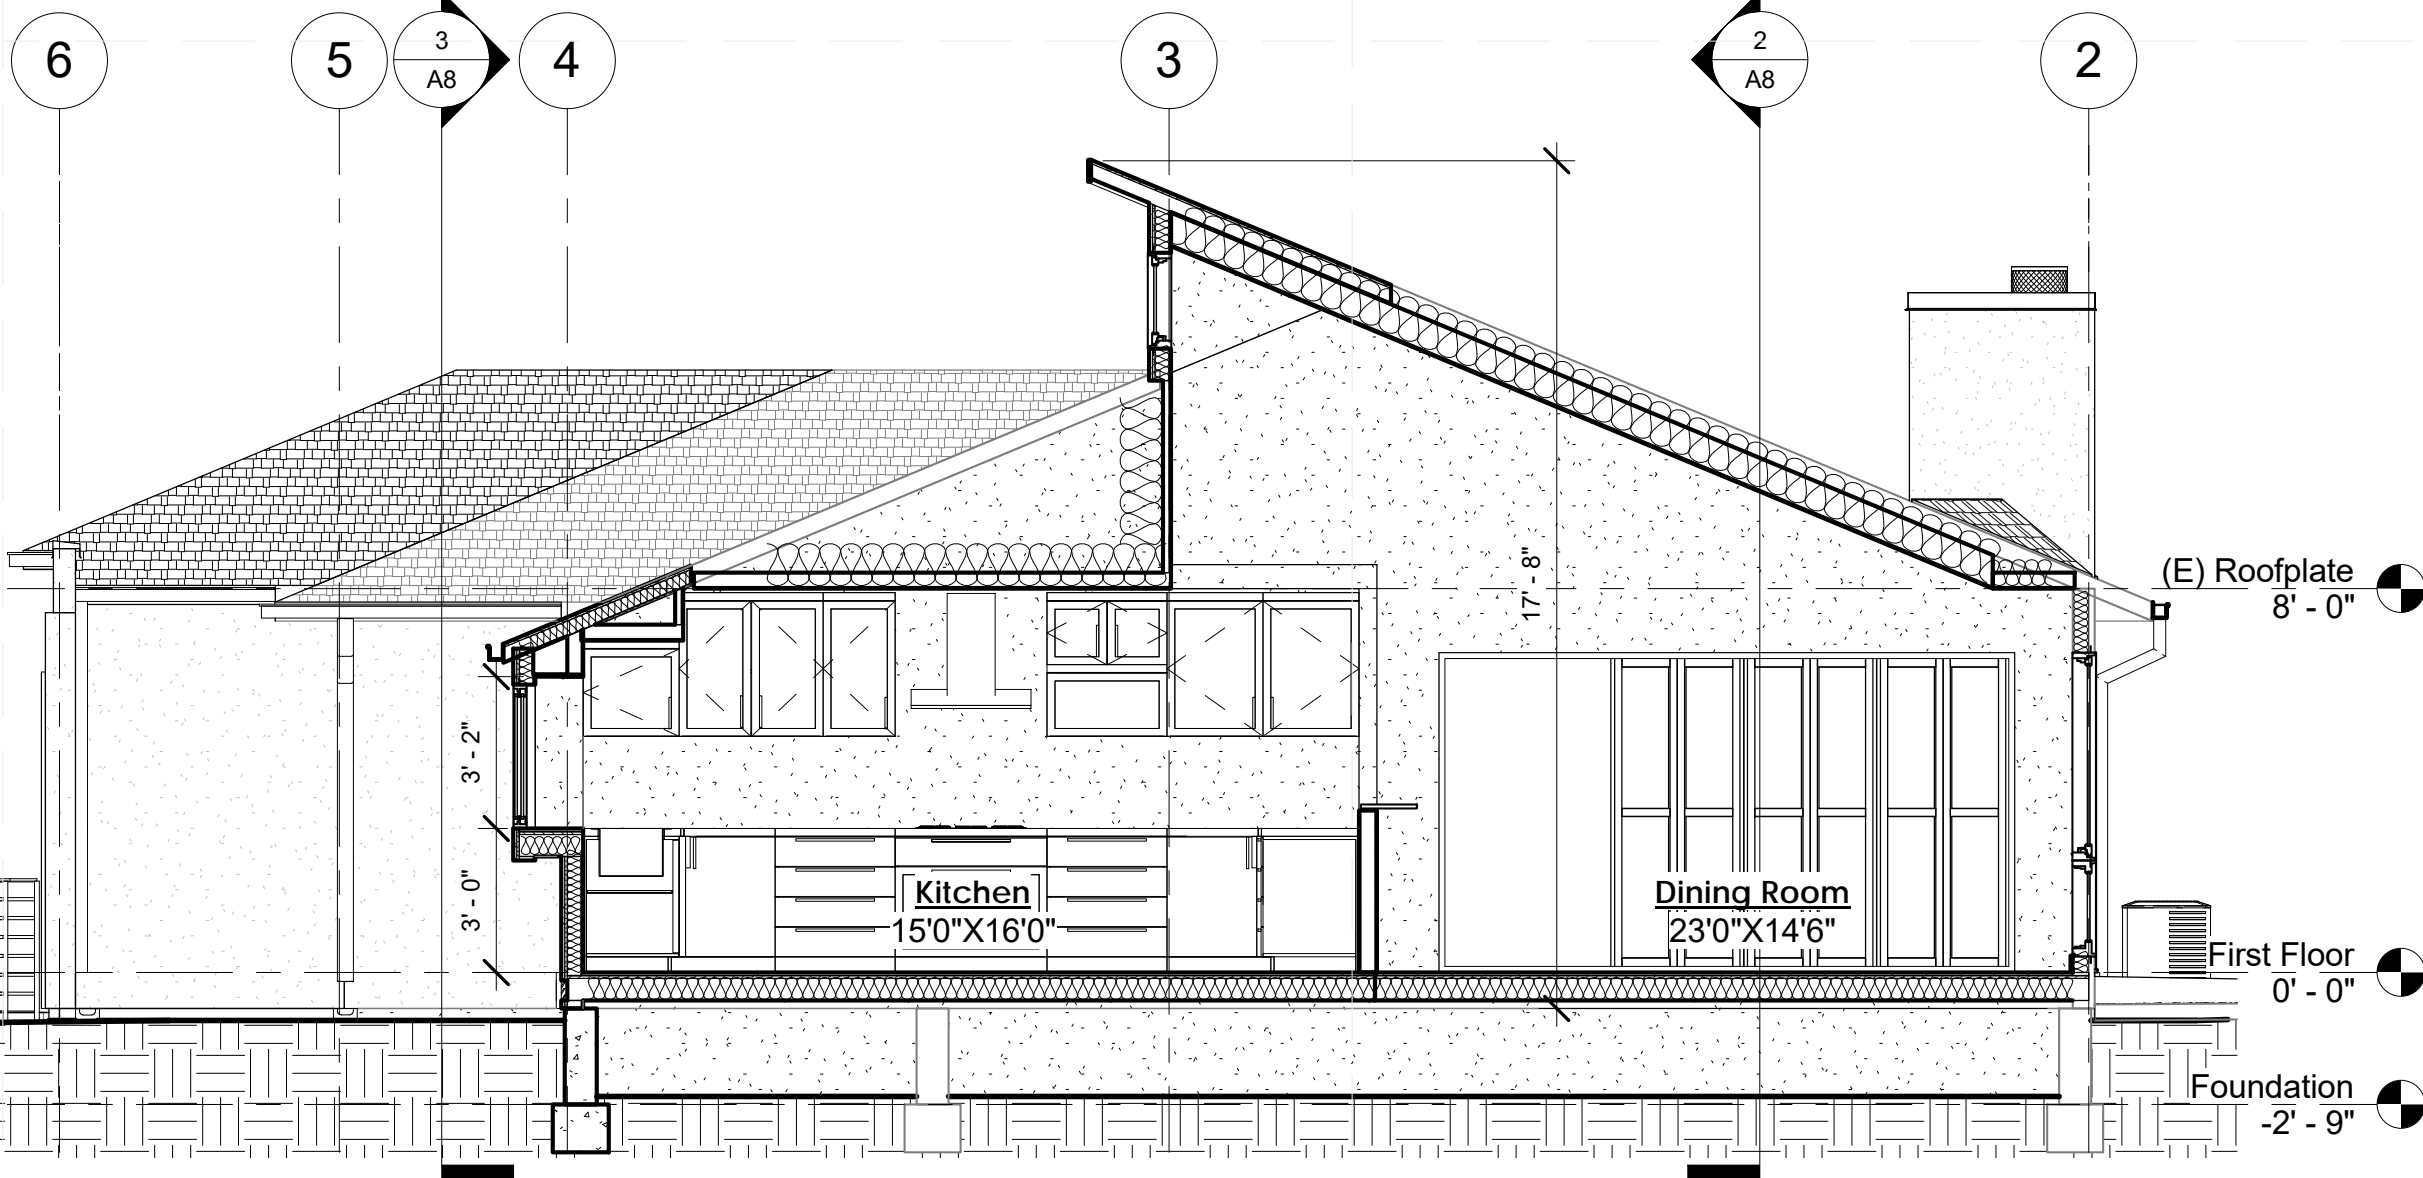 6
5
3
A8
4
3
2
A8
2
(E) Roofplate
8' - 0"
17' - 8"
3' - 2"
3' - 0"
Kitchen
15'0"X16'0"
Dining Room
23'0"X14'6"
First Floor
0' - 0"
Foundation
-2' - 9"